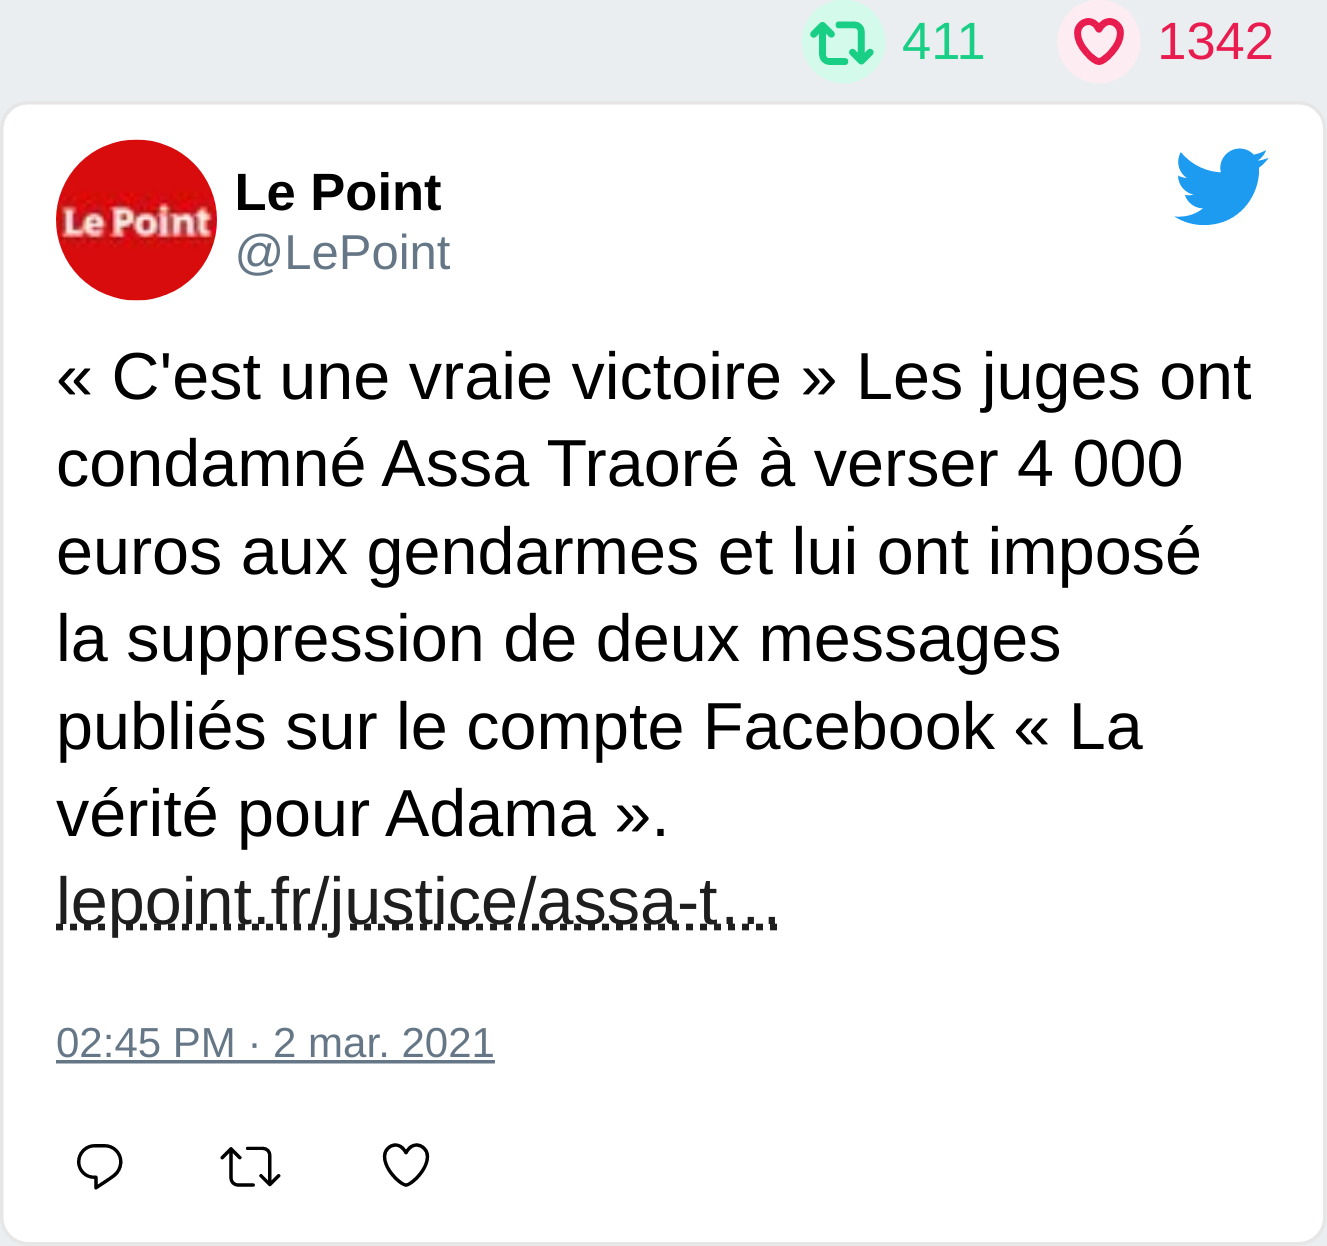 411 1342
Le Point
Le Point
@LePoint
« C'est une vraie victoire » Les juges ont
condamné Assa Traoré à verser 4 000
euros aux gendarmes et lui ont imposé
la suppression de deux messages
publiés sur le compte Facebook « La
vérité pour Adama ».
lepoint.fr/justice/assa-t…
02:45 PM · 2 mar. 2021